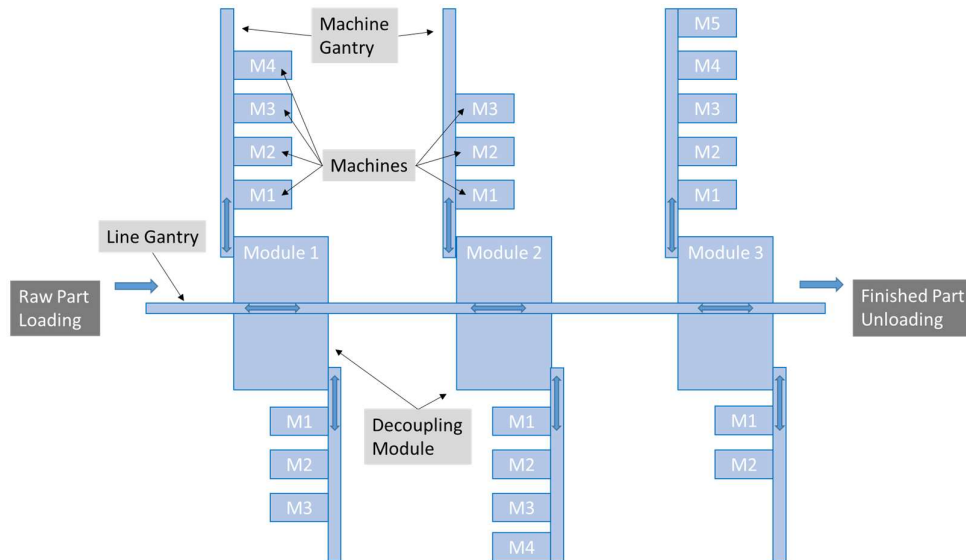 Machine
Gantry
M5
M4
M4
M3
M3
M3
M2
M2
Machines
M2
M1
M1
M1
Line Gantry
Module 1
Module 2
Module 3
Raw Part
Loading
Finished Part
Unloading
Decoupling
Module
M1
M1
M1
M2
M2
M2
M3
M3
M4